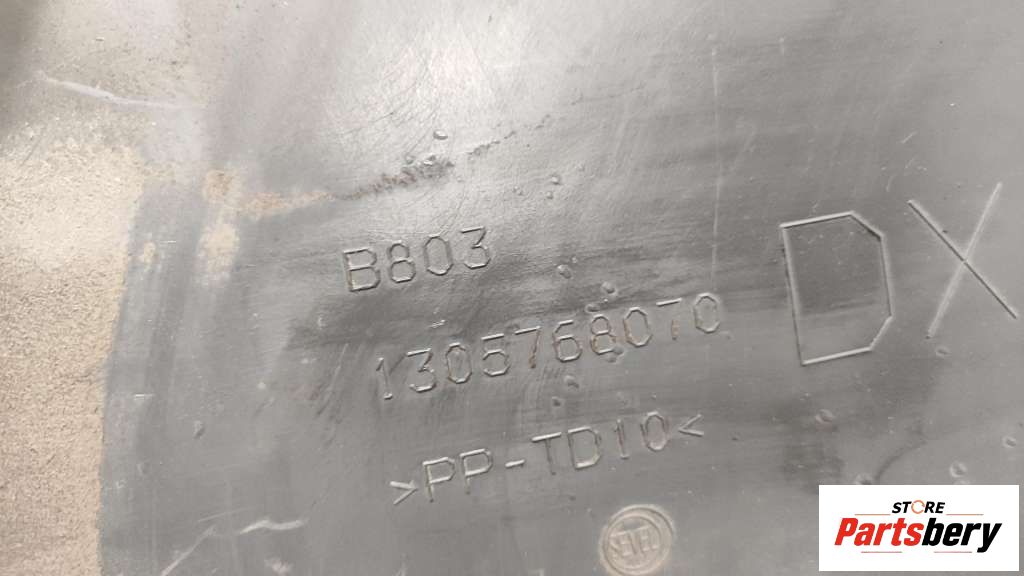 B803
1305768070
DX
>PP-TD10<
STORE
Partsbery